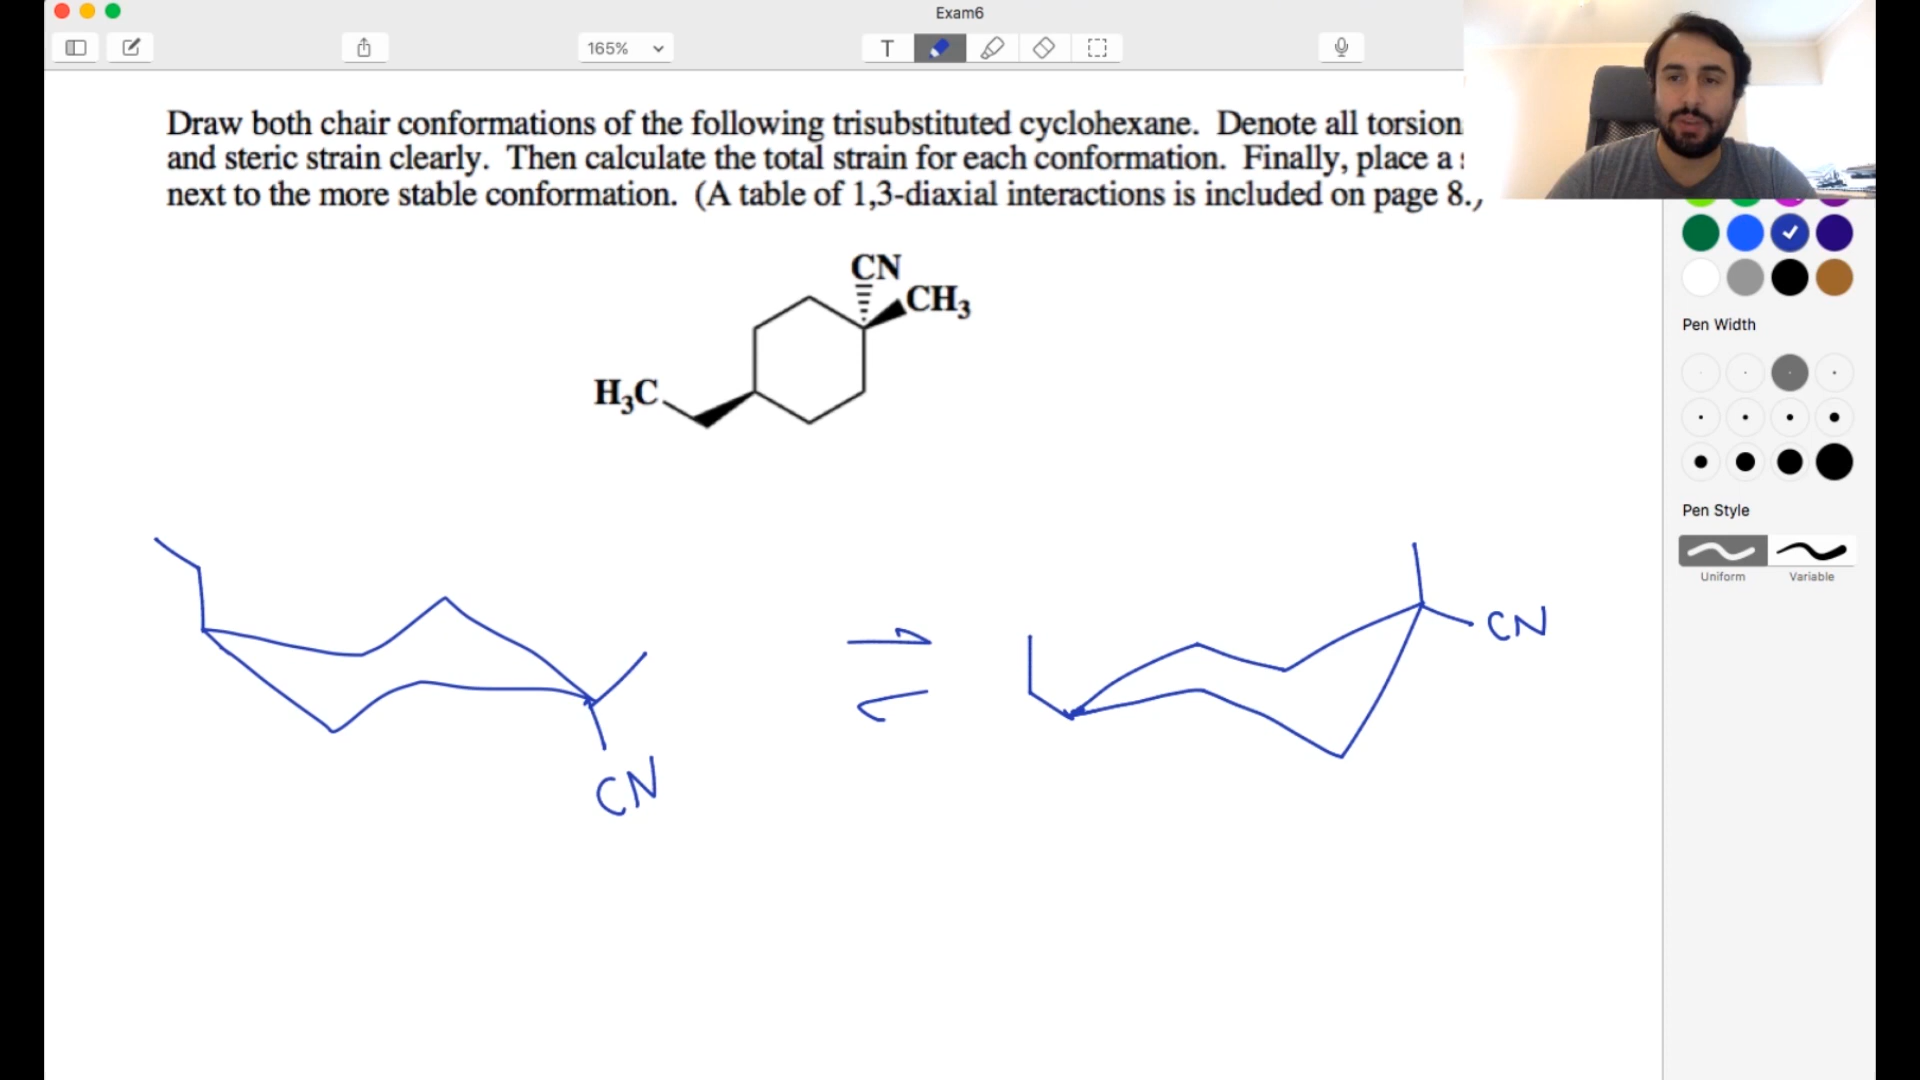 Exam6
165%
T
Draw both chair conformations of the following trisubstituted cyclohexane. Denote all torsion
and steric strain clearly. Then calculate the total strain for each conformation. Finally, place a
next to the more stable conformation. (A table of 1,3-diaxial interactions is included on page 8.,
CN
CH₃
H₃C
Pen Width
Pen Style
Uniform Variable
CN
CN